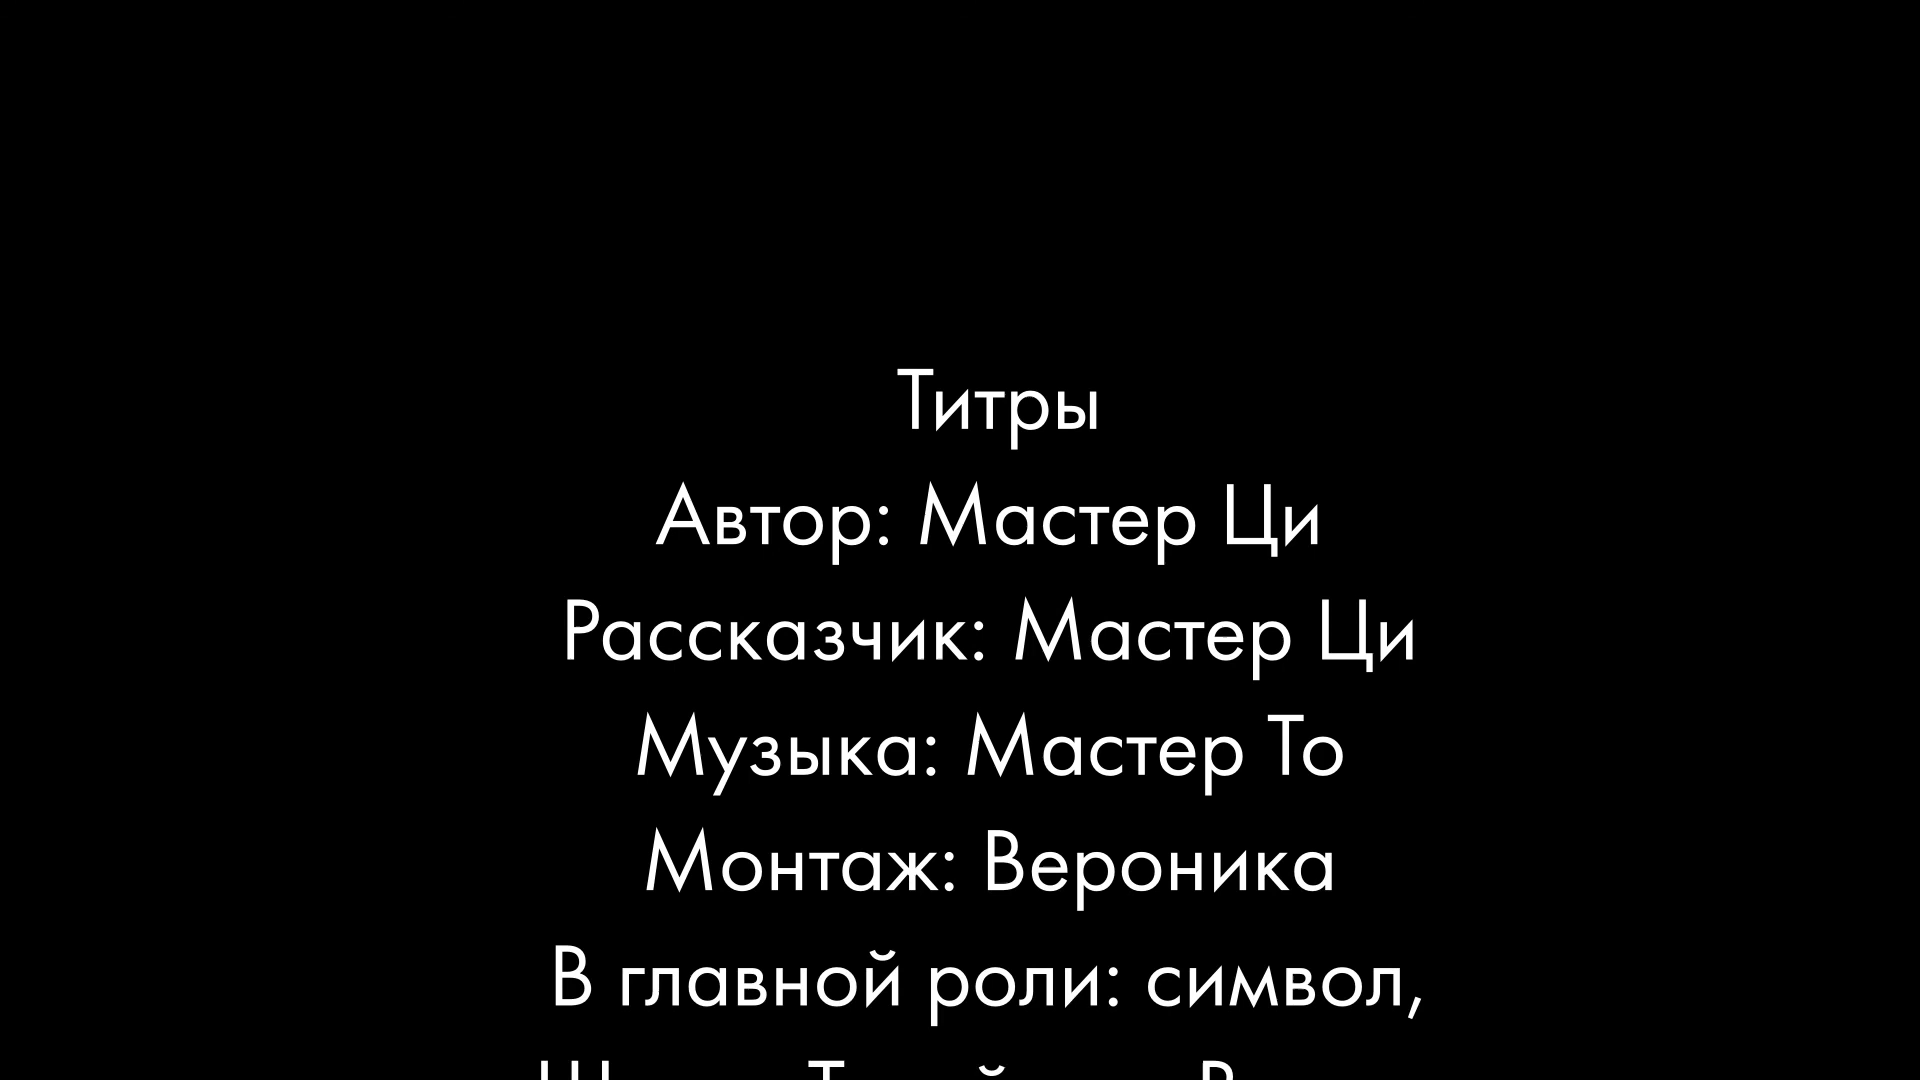 Титры
Автор: Мастер Ци
Рассказчик: Мастер Ци
Музыка: Мастер То
Монтаж: Вероника
В главной роли: символ,